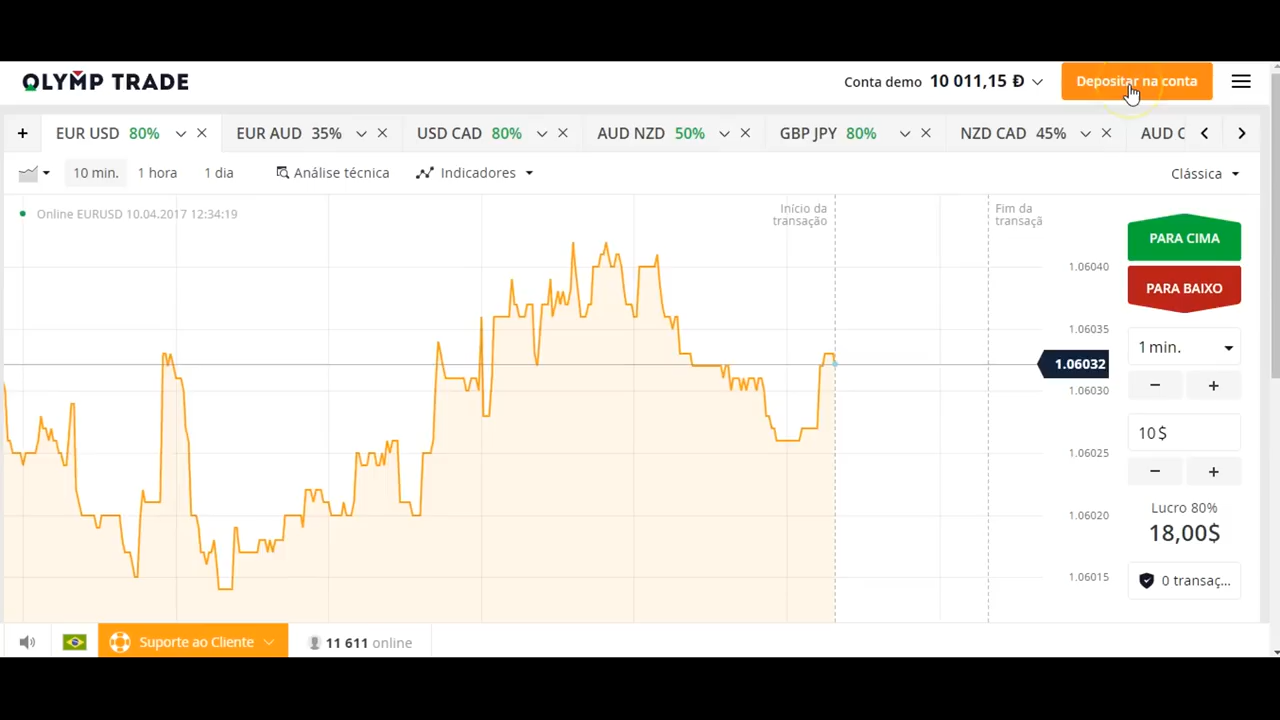 OLYMP TRADE
Conta demo 10 011,15 Đ
Depositar na conta
+ EUR USD 80%
EUR AUD 35%
USD CAD 80%
AUD NZD 50%
GBP JPY 80%
NZD CAD 45%
AUD C
10 min.
1 hora
1 dia
Análise técnica
Indicadores
Clássica
Online EURUSD 10.04.2017 12:34:19
Início da
transação
Fim da
transaçã
1.06040
1.06035
1.06032
1.06030
1.06025
1.06020
1.06015
PARA CIMA
PARA BAIXO
1 min.
− +
10 $
− +
Lucro 80%
18,00$
0 transaç...
Suporte ao Cliente
11 611 online